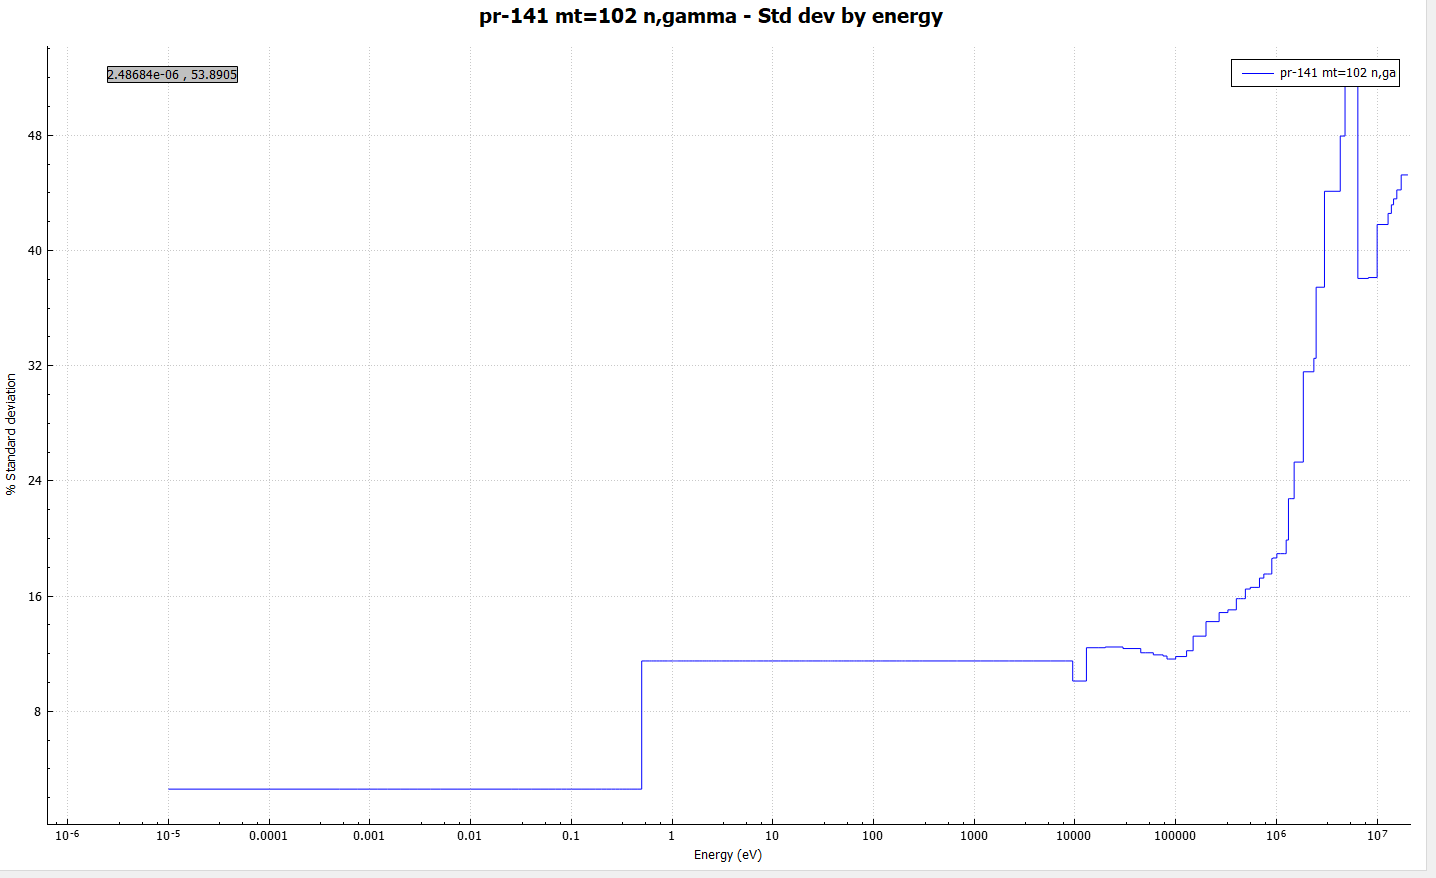 pr-141 mt=102 n,gamma - Std dev by energy
2.48684e-06 , 53.8905
pr-141 mt=102 n,ga
48
40
32
24
16
8
% Standard deviation
10-6 10-5 0.0001 0.001 0.01 0.1 1 10 100 1000 10000 100000 106 107
Energy (eV)